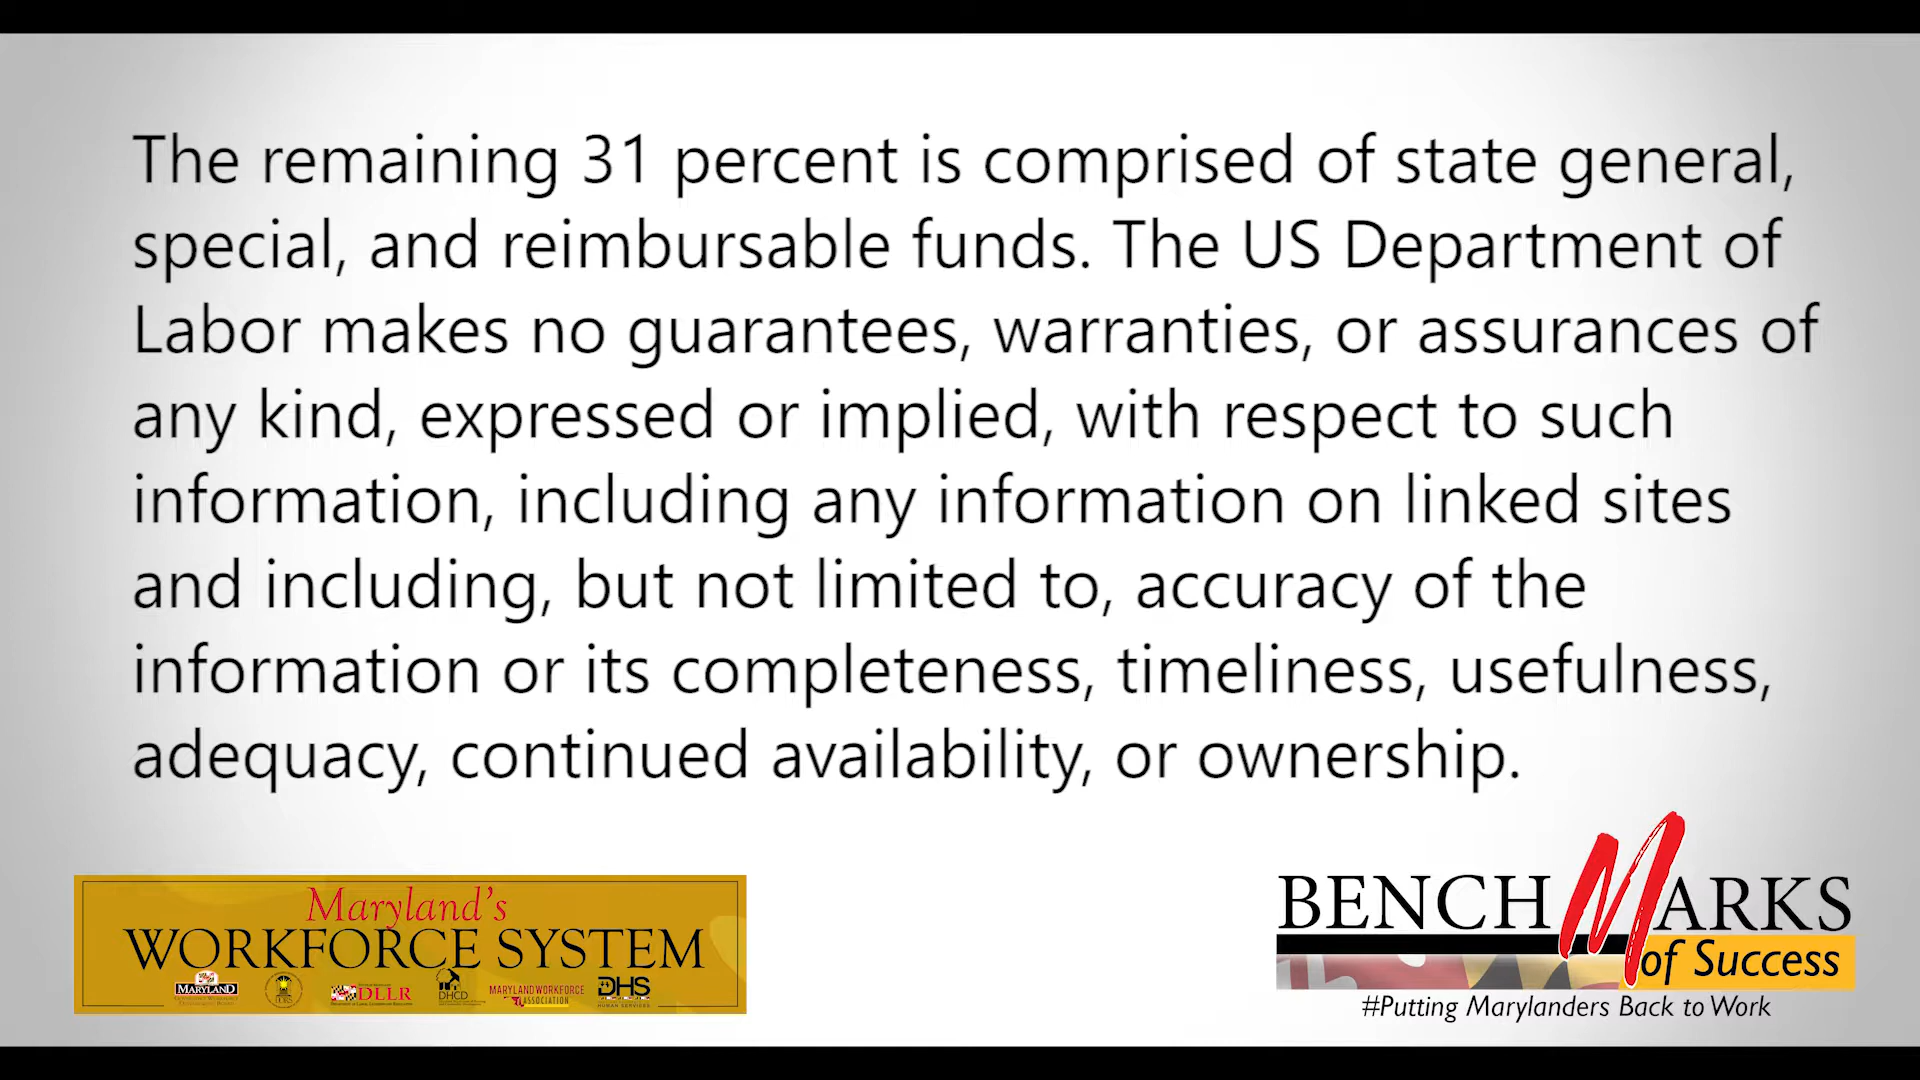 The remaining 31 percent is comprised of state general,
special, and reimbursable funds. The US Department of
Labor makes no guarantees, warranties, or assurances of
any kind, expressed or implied, with respect to such
information, including any information on linked sites
and including, but not limited to, accuracy of the
information or its completeness, timeliness, usefulness,
adequacy, continued availability, or ownership.
Maryland's
WORKFORCE SYSTEM
MARYLAND
DORS
DLLR
DHCD
MARYLAND WORKFORCE
ASSOCIATION
DHS
HUMAN SERVICES
BENCHMARKS
of Success
#Putting Marylanders Back to Work